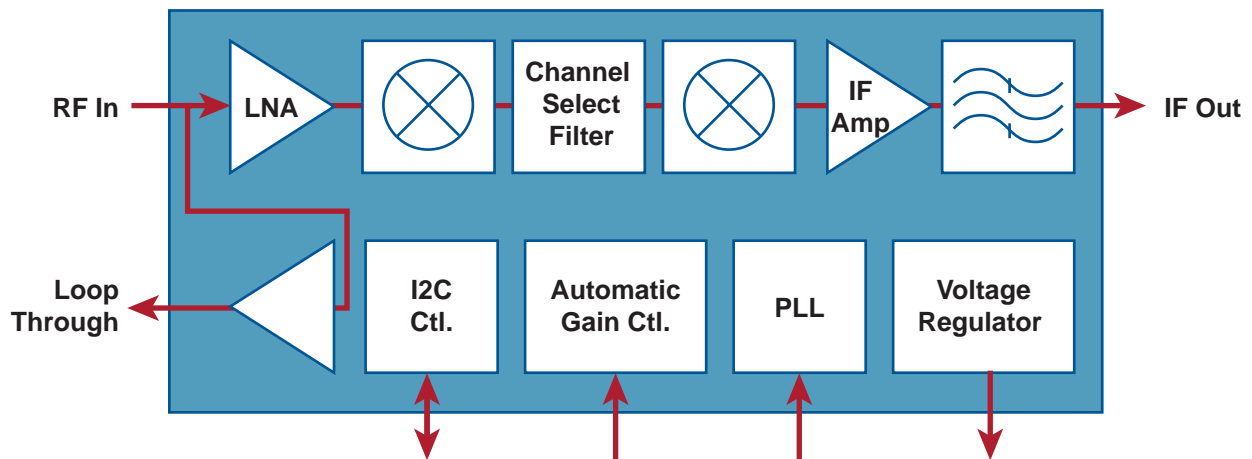 RF In
LNA
Channel
Select
Filter
IF
Amp
IF Out
Loop
Through
I2C
Ctl.
Automatic
Gain Ctl.
PLL
Voltage
Regulator